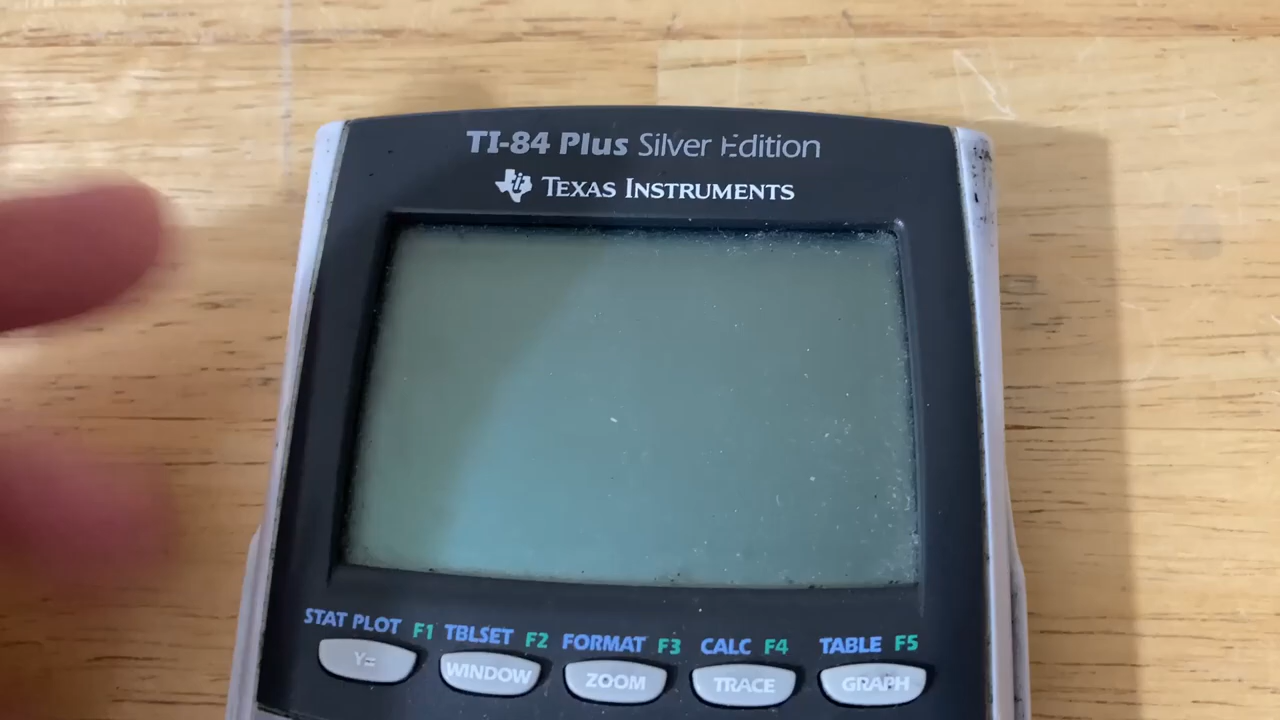 TI-84 Plus Silver Edition
TEXAS INSTRUMENTS
STAT PLOT F1 TBLSET F2 FORMAT F3 CALC F4 TABLE F5
Y= WINDOW ZOOM TRACE GRAPH